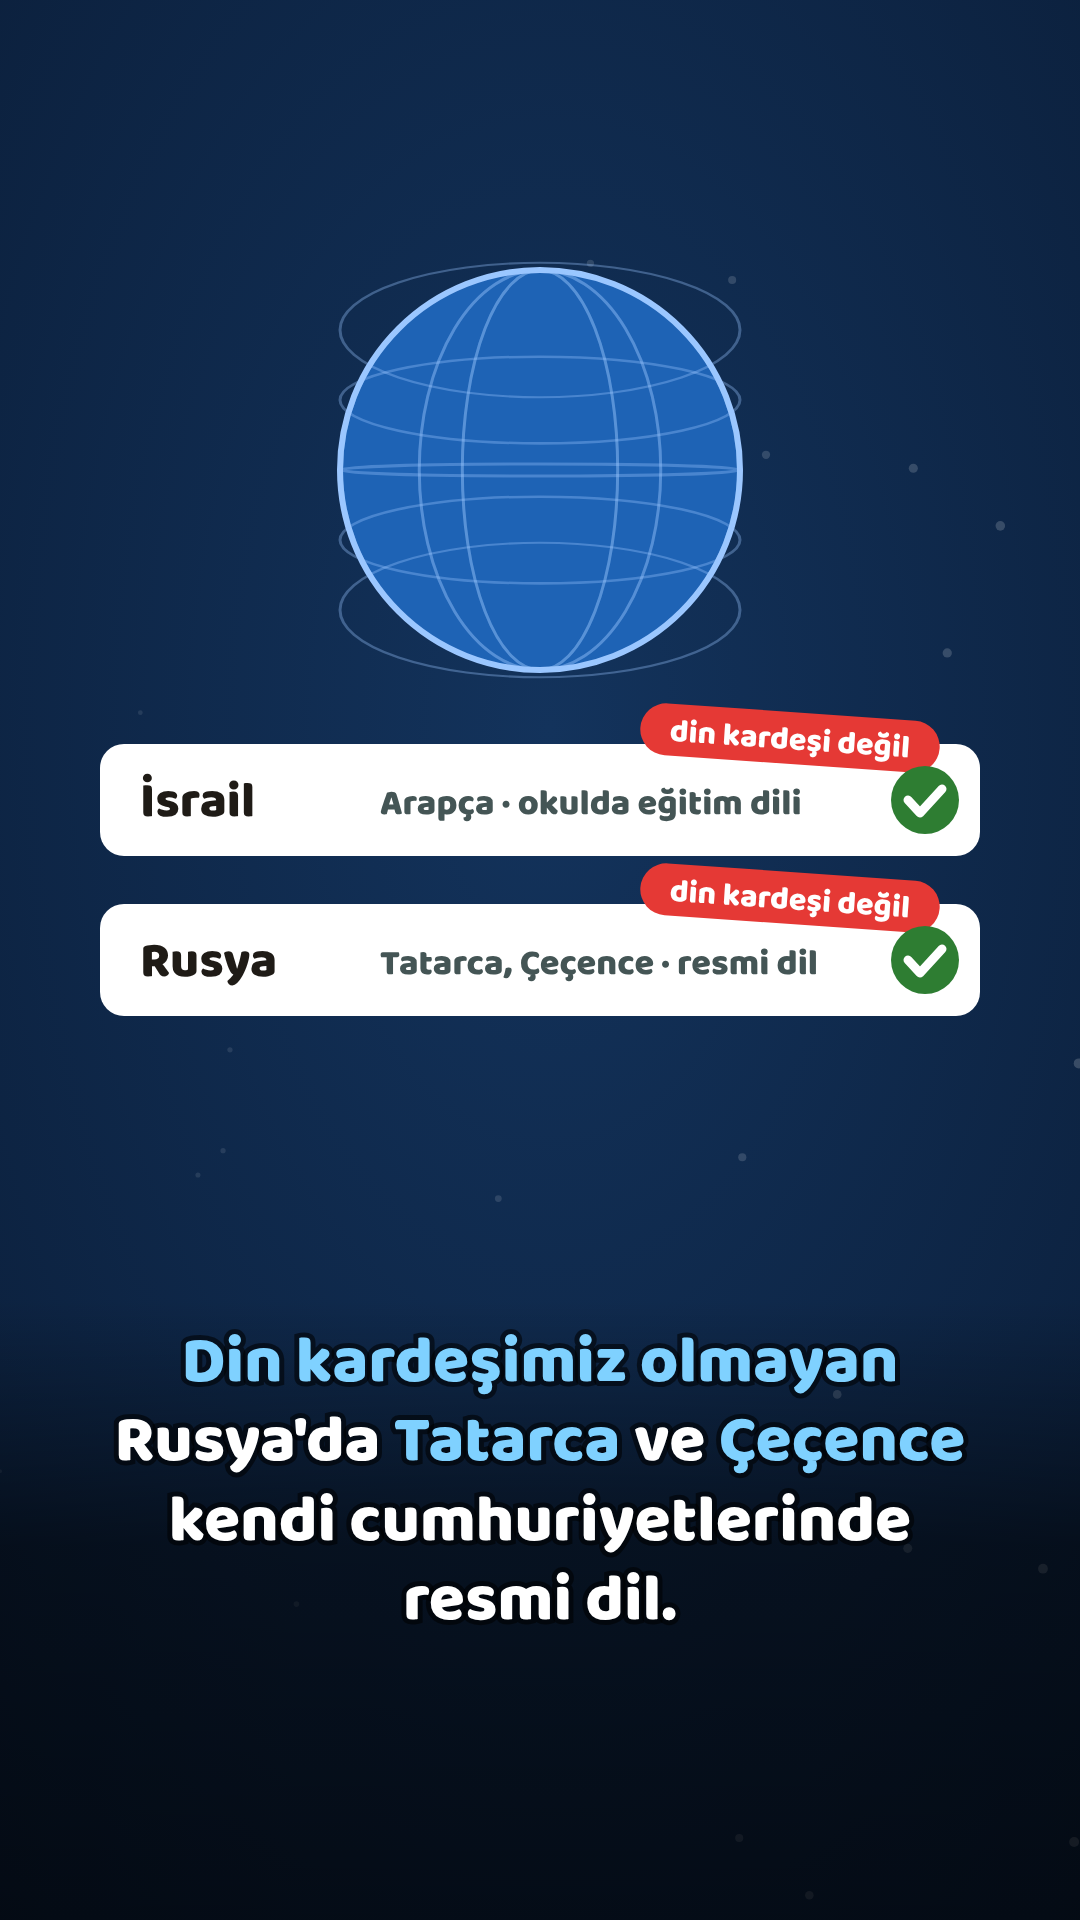 din kardeşi değil
İsrail
Arapça · okulda eğitim dili
din kardeşi değil
Rusya
Tatarca, Çeçence · resmi dil
Din kardeşimiz olmayan
Rusya'da Tatarca ve Çeçence
kendi cumhuriyetlerinde
resmi dil.